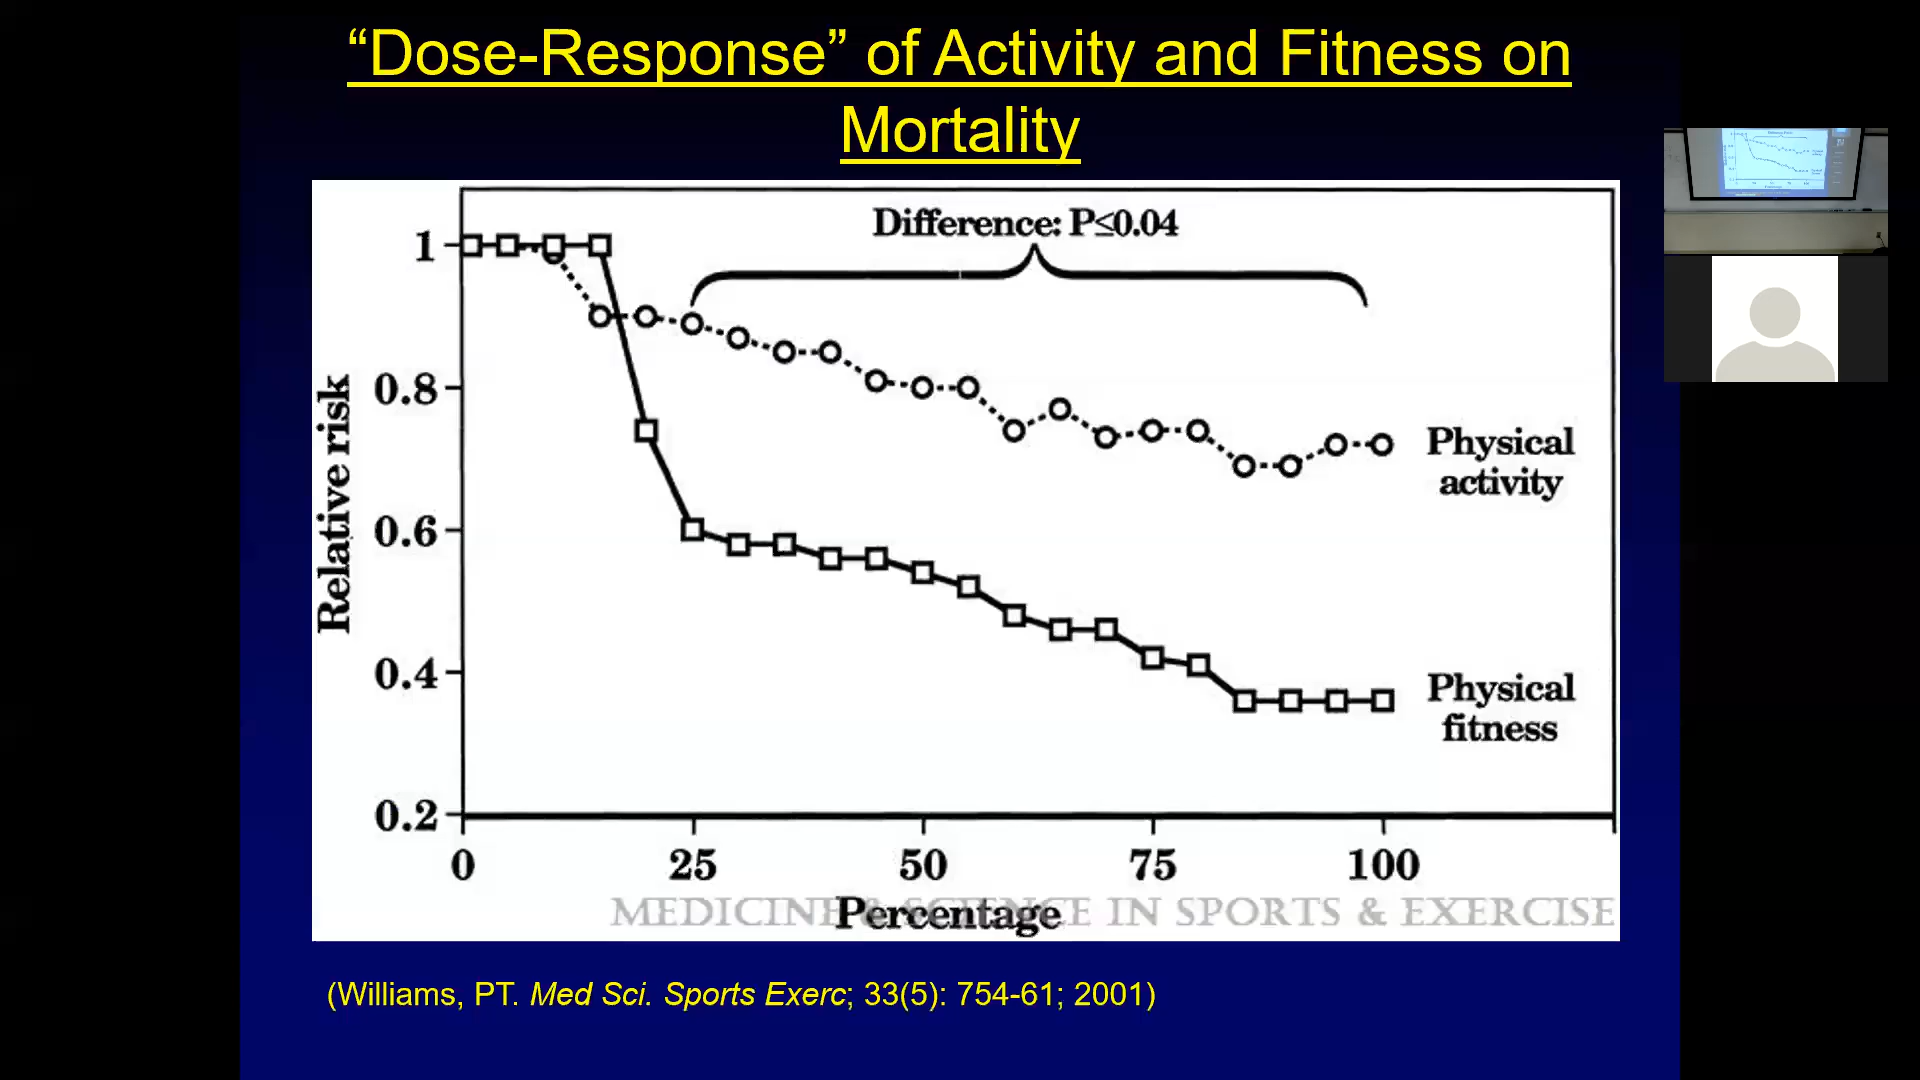 “Dose-Response” of Activity and Fitness on
Mortality
Difference: P≤0.04
1
0.8
0.6
0.4
0.2
Relative risk
Physical
activity
Physical
fitness
0 25 50 75 100
Percentage
MEDICINE & SCIENCE IN SPORTS & EXERCISE
(Williams, PT. Med Sci. Sports Exerc; 33(5): 754-61; 2001)